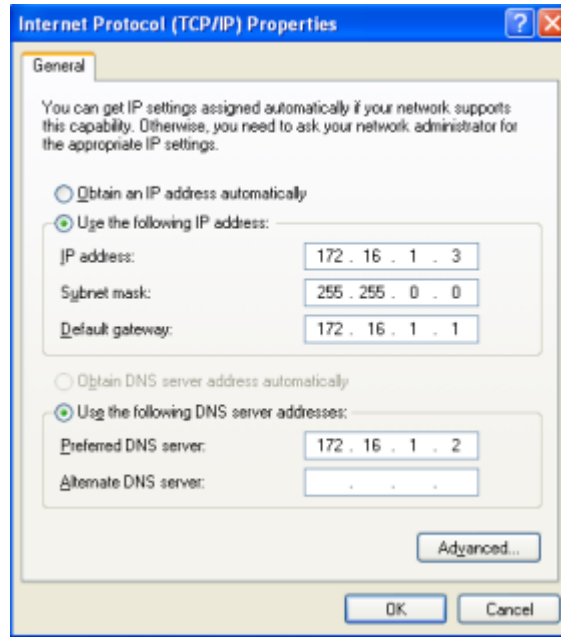 Internet Protocol (TCP/IP) Properties
General
You can get IP settings assigned automatically if your network supports
this capability. Otherwise, you need to ask your network administrator for
the appropriate IP settings.
Obtain an IP address automatically
Use the following IP address:
IP address: 172 . 16 . 1 . 3
Subnet mask: 255 . 255 . 0 . 0
Default gateway: 172 . 16 . 1 . 1
Obtain DNS server address automatically
Use the following DNS server addresses:
Preferred DNS server: 172 . 16 . 1 . 2
Alternate DNS server: . . .
Advanced...
OK Cancel